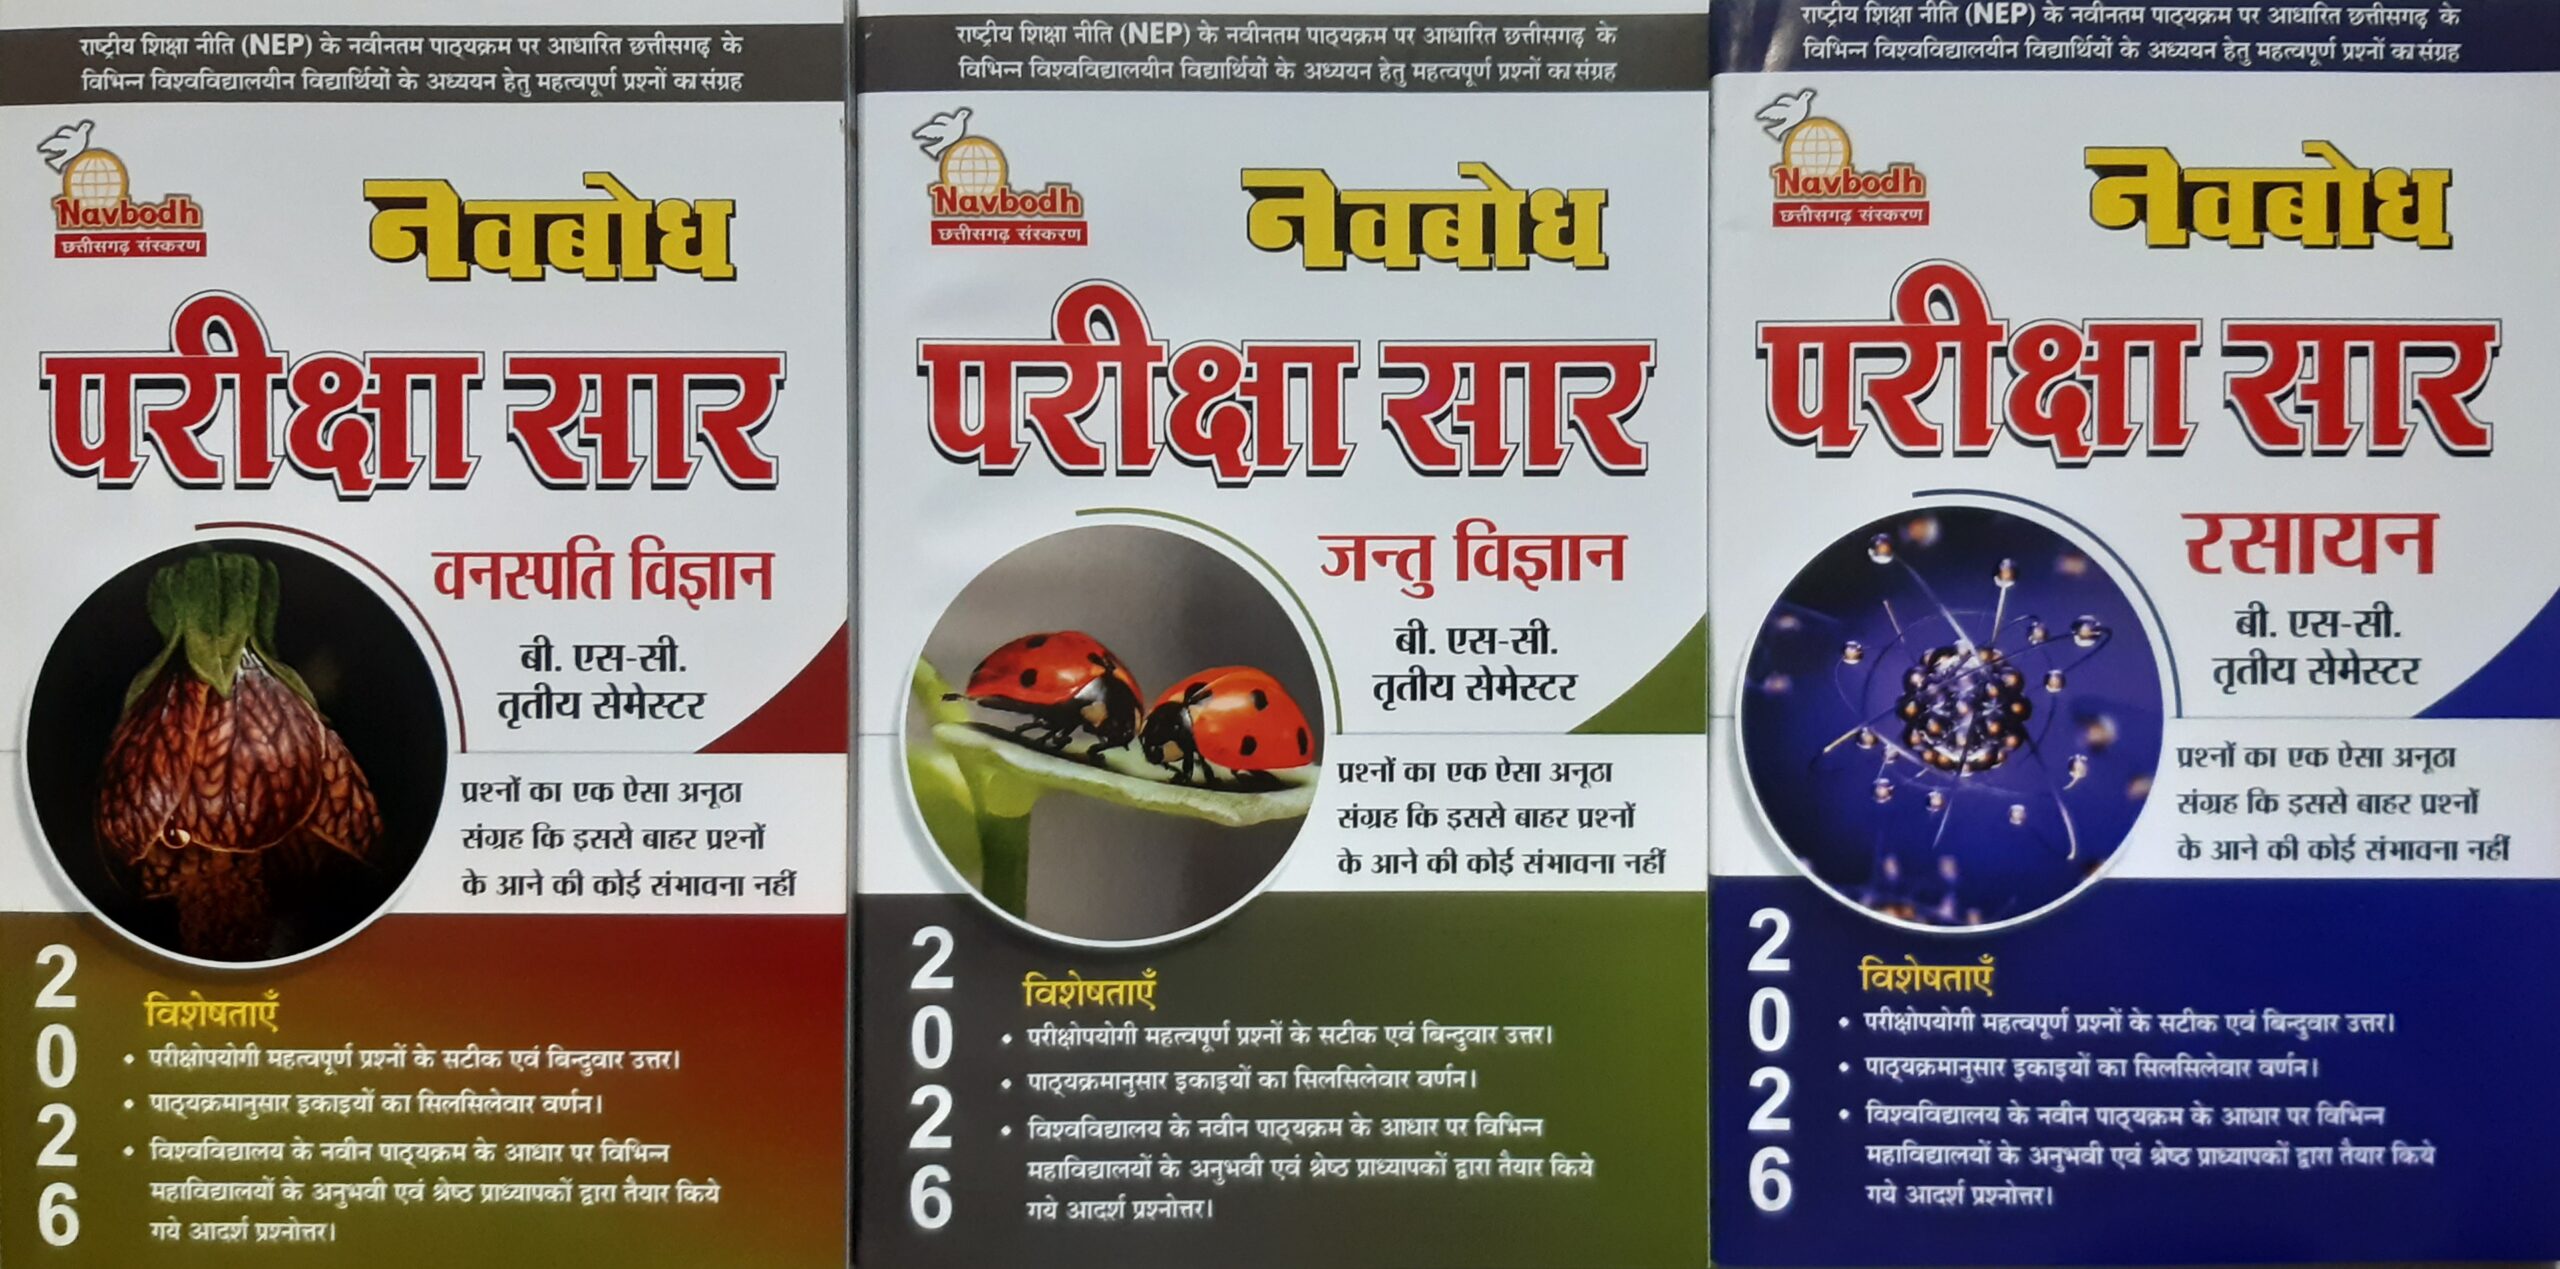 राष्ट्रीय शिक्षा नीति (NEP) के नवीनतम पाठ्यक्रम पर आधारित छत्तीसगढ़ के
विभिन्न विश्वविद्यालयीन विद्यार्थियों के अध्ययन हेतु महत्वपूर्ण प्रश्नों का संग्रह
Navbodh
छत्तीसगढ़ संस्करण
नवबोध
परीक्षा सार
वनस्पति विज्ञान
बी. एस-सी.
तृतीय सेमेस्टर
प्रश्नों का एक ऐसा अनूठा
संग्रह कि इससे बाहर प्रश्नों
के आने की कोई संभावना नहीं
2026
विशेषताएँ
• परीक्षोपयोगी महत्वपूर्ण प्रश्नों के सटीक एवं बिन्दुवार उत्तर।
• पाठ्यक्रमानुसार इकाइयों का सिलसिलेवार वर्णन।
• विश्वविद्यालय के नवीन पाठ्यक्रम के आधार पर विभिन्न
महाविद्यालयों के अनुभवी एवं श्रेष्ठ प्राध्यापकों द्वारा तैयार किये
गये आदर्श प्रश्नोत्तर।
राष्ट्रीय शिक्षा नीति (NEP) के नवीनतम पाठ्यक्रम पर आधारित छत्तीसगढ़ के
विभिन्न विश्वविद्यालयीन विद्यार्थियों के अध्ययन हेतु महत्वपूर्ण प्रश्नों का संग्रह
Navbodh
छत्तीसगढ़ संस्करण
नवबोध
परीक्षा सार
जन्तु विज्ञान
बी. एस-सी.
तृतीय सेमेस्टर
प्रश्नों का एक ऐसा अनूठा
संग्रह कि इससे बाहर प्रश्नों
के आने की कोई संभावना नहीं
2026
विशेषताएँ
• परीक्षोपयोगी महत्वपूर्ण प्रश्नों के सटीक एवं बिन्दुवार उत्तर।
• पाठ्यक्रमानुसार इकाइयों का सिलसिलेवार वर्णन।
• विश्वविद्यालय के नवीन पाठ्यक्रम के आधार पर विभिन्न
महाविद्यालयों के अनुभवी एवं श्रेष्ठ प्राध्यापकों द्वारा तैयार किये
गये आदर्श प्रश्नोत्तर।
राष्ट्रीय शिक्षा नीति (NEP) के नवीनतम पाठ्यक्रम पर आधारित छत्तीसगढ़ के
विभिन्न विश्वविद्यालयीन विद्यार्थियों के अध्ययन हेतु महत्वपूर्ण प्रश्नों का संग्रह
Navbodh
छत्तीसगढ़ संस्करण
नवबोध
परीक्षा सार
रसायन
बी. एस-सी.
तृतीय सेमेस्टर
प्रश्नों का एक ऐसा अनूठा
संग्रह कि इससे बाहर प्रश्नों
के आने की कोई संभावना नहीं
2026
विशेषताएँ
• परीक्षोपयोगी महत्वपूर्ण प्रश्नों के सटीक एवं बिन्दुवार उत्तर।
• पाठ्यक्रमानुसार इकाइयों का सिलसिलेवार वर्णन।
• विश्वविद्यालय के नवीन पाठ्यक्रम के आधार पर विभिन्न
महाविद्यालयों के अनुभवी एवं श्रेष्ठ प्राध्यापकों द्वारा तैयार किये
गये आदर्श प्रश्नोत्तर।